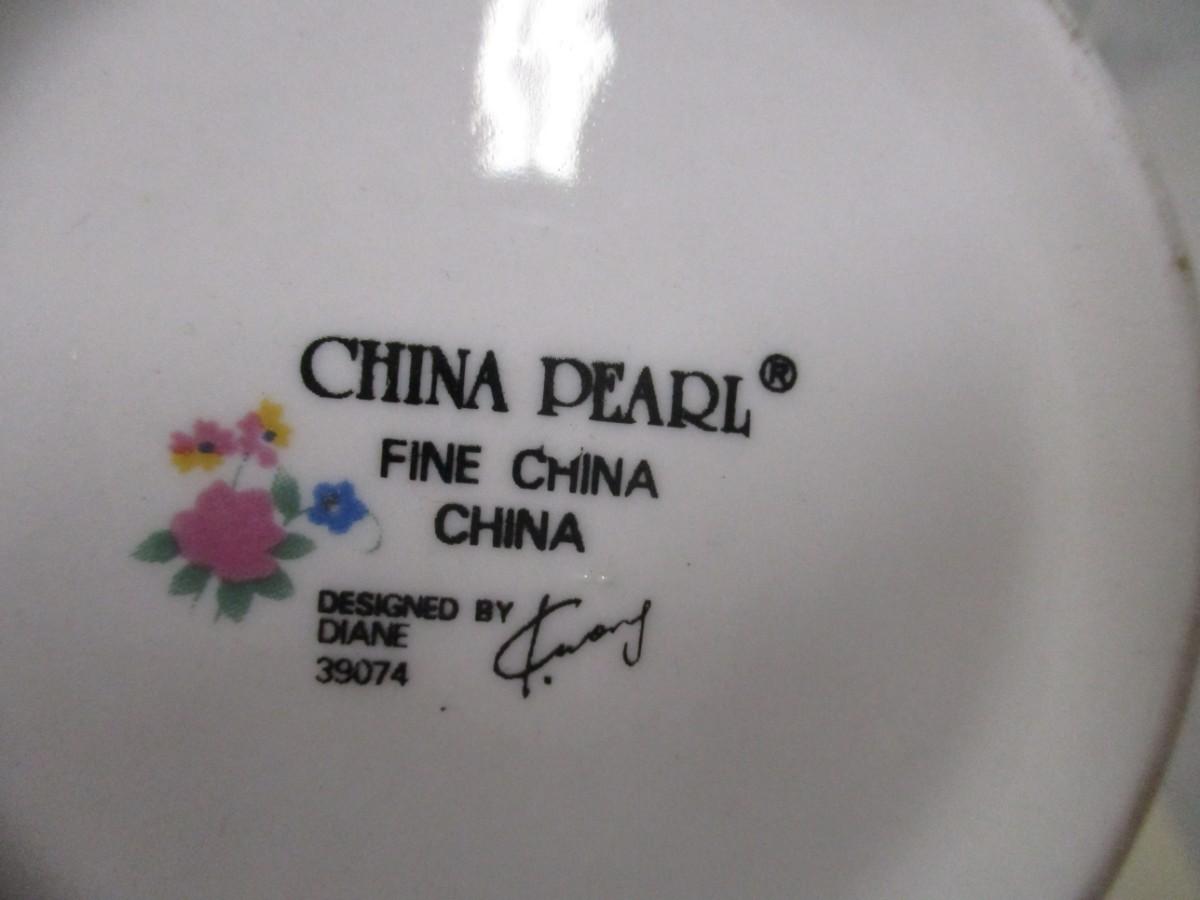 CHINA PEARL®
FINE CHINA
CHINA
DESIGNED BY
DIANE
39074